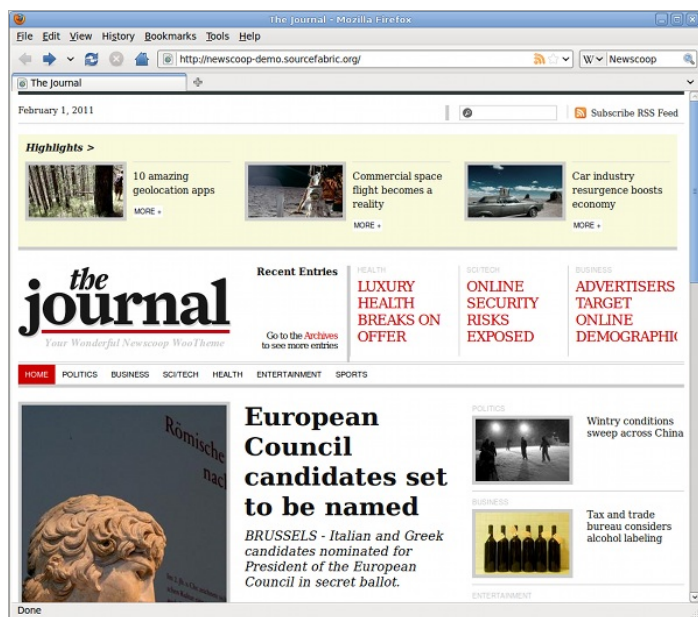 The Journal - Mozilla Firefox
File Edit View History Bookmarks Tools Help
http://newscoop-demo.sourcefabric.org/
W Newscoop
The Journal
February 1, 2011
Subscribe RSS Feed
Highlights >
10 amazing
geolocation apps
MORE +
Commercial space
flight becomes a
reality
MORE +
Car industry
resurgence boosts
economy
MORE +
the
journal
Your Wonderful Newscoop WooTheme
Recent Entries
Go to the Archives
to see more entries
HEALTH
LUXURY
HEALTH
BREAKS ON
OFFER
SCI/TECH
ONLINE
SECURITY
RISKS
EXPOSED
BUSINESS
ADVERTISERS
TARGET
ONLINE
DEMOGRAPHIC
HOME POLITICS BUSINESS SCI/TECH HEALTH ENTERTAINMENT SPORTS
Römische
nach
European
Council
candidates set
to be named
BRUSSELS - Italian and Greek
candidates nominated for
President of the European
Council in secret ballot.
POLITICS
Wintry conditions
sweep across China
BUSINESS
Tax and trade
bureau considers
alcohol labeling
ENTERTAINMENT
Done